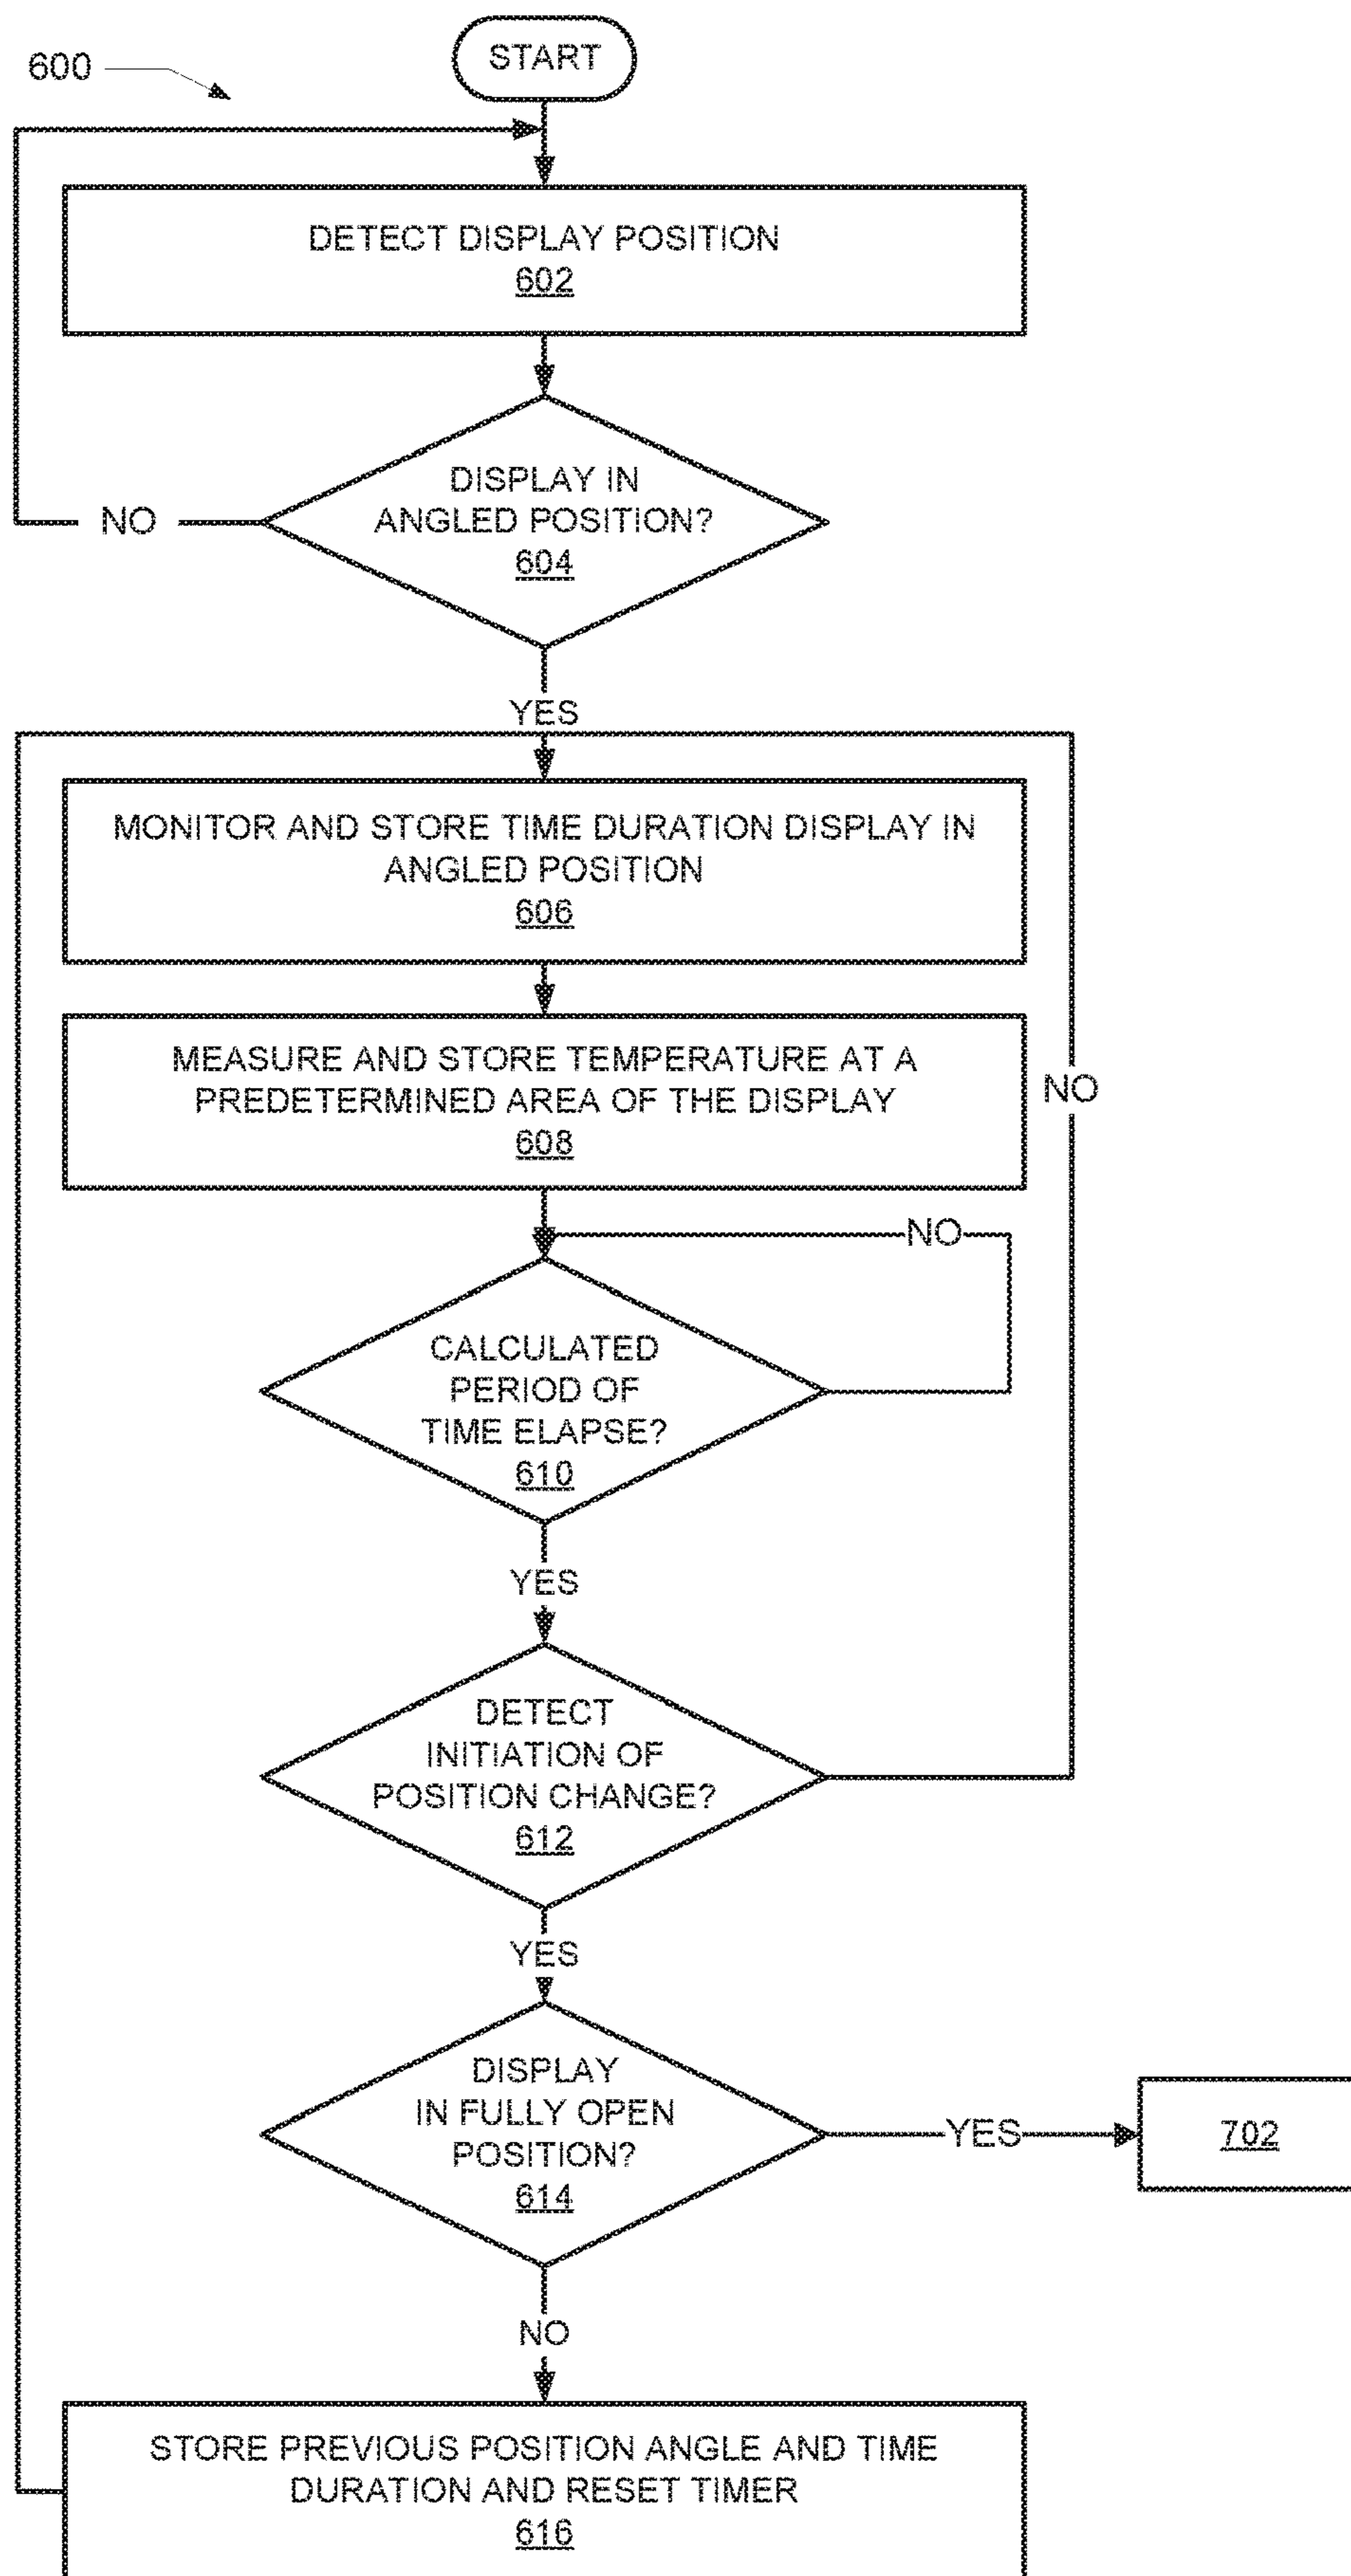 600
START
DETECT DISPLAY POSITION
602
DISPLAY IN
ANGLED POSITION?
604
NO
YES
MONITOR AND STORE TIME DURATION DISPLAY IN
ANGLED POSITION
606
MEASURE AND STORE TEMPERATURE AT A
PREDETERMINED AREA OF THE DISPLAY
608
NO
NO
CALCULATED
PERIOD OF
TIME ELAPSE?
610
YES
DETECT
INITIATION OF
POSITION CHANGE?
612
YES
DISPLAY
IN FULLY OPEN
POSITION?
614
YES
702
NO
STORE PREVIOUS POSITION ANGLE AND TIME
DURATION AND RESET TIMER
616